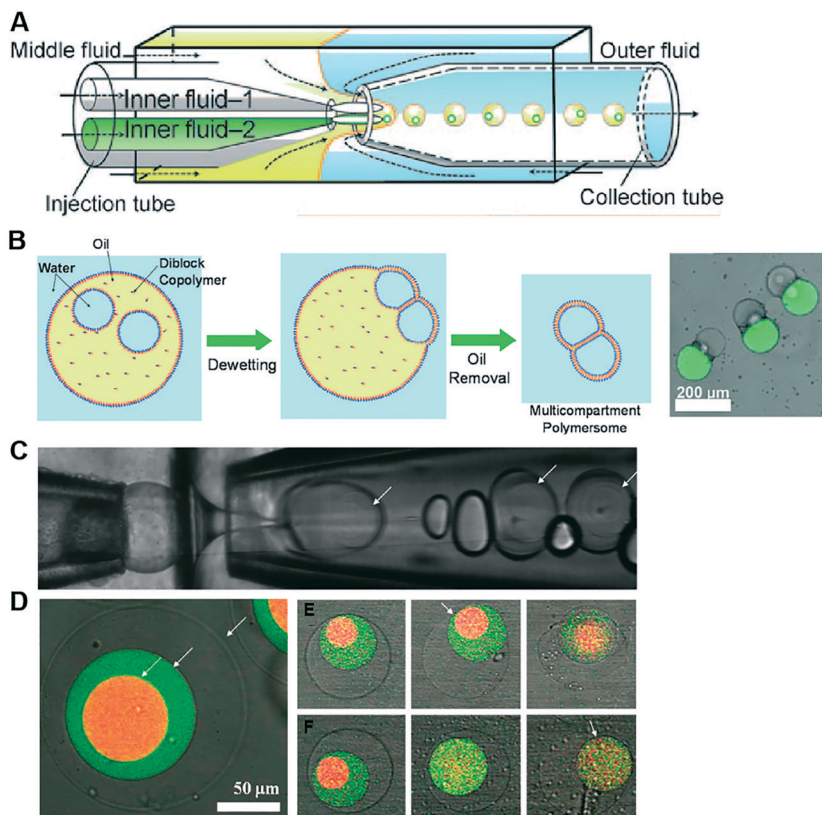 A
Middle fluid
Outer fluid
Inner fluid–1
Inner fluid–2
Injection tube
Collection tube
B
Oil
Water
Diblock
Copolymer
Dewetting
Oil
Removal
Multicompartment
Polymersome
200 µm
C
D
E
F
50 µm